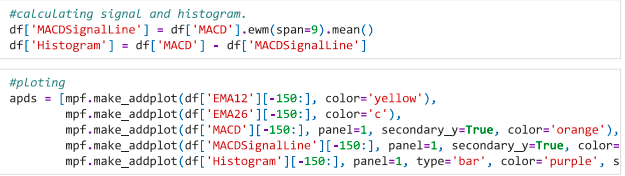 #calculating signal and histogram.
df['MACDSignalLine'] = df['MACD'].ewm(span=9).mean()
df['Histogram'] = df['MACD'] - df['MACDSignalLine']
#ploting
apds = [mpf.make_addplot(df['EMA12'][-150:], color='yellow'),
mpf.make_addplot(df['EMA26'][-150:], color='c'),
mpf.make_addplot(df['MACD'][-150:], panel=1, secondary_y=True, color='orange'),
mpf.make_addplot(df['MACDSignalLine'][-150:], panel=1, secondary_y=True, color=
mpf.make_addplot(df['Histogram'][-150:], panel=1, type='bar', color='purple', s